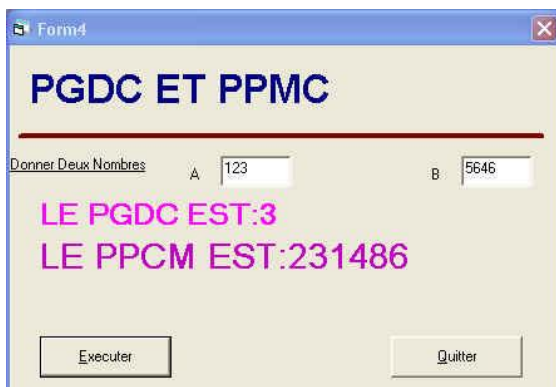 Form4
PGDC ET PPMC
Donner Deux Nombres A 123 B 5646
LE PGDC EST:3
LE PPCM EST:231486
Executer Quitter